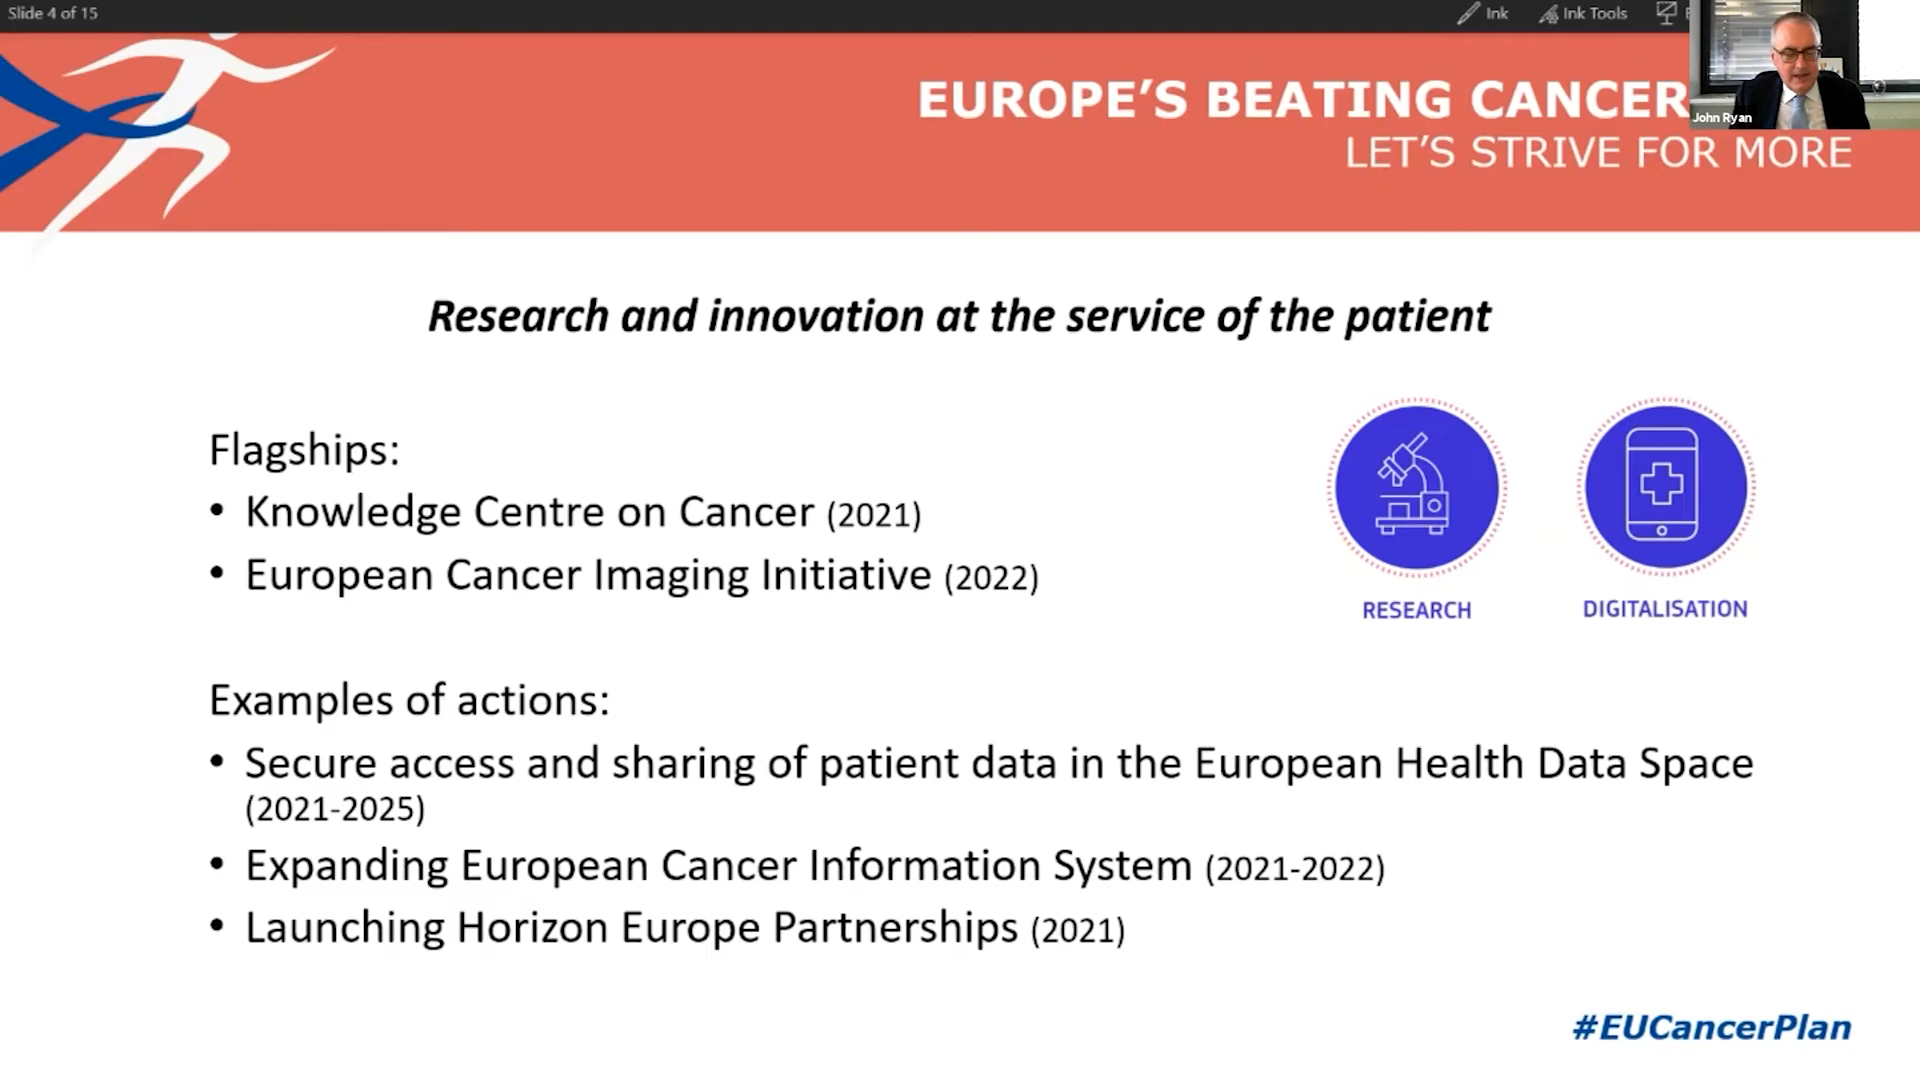 Slide 4 of 15
Ink
Ink Tools
John Ryan
EUROPE'S BEATING CANCER
LET'S STRIVE FOR MORE
Research and innovation at the service of the patient
Flagships:
• Knowledge Centre on Cancer (2021)
• European Cancer Imaging Initiative (2022)
RESEARCH
DIGITALISATION
Examples of actions:
• Secure access and sharing of patient data in the European Health Data Space
(2021-2025)
• Expanding European Cancer Information System (2021-2022)
• Launching Horizon Europe Partnerships (2021)
#EUCancerPlan